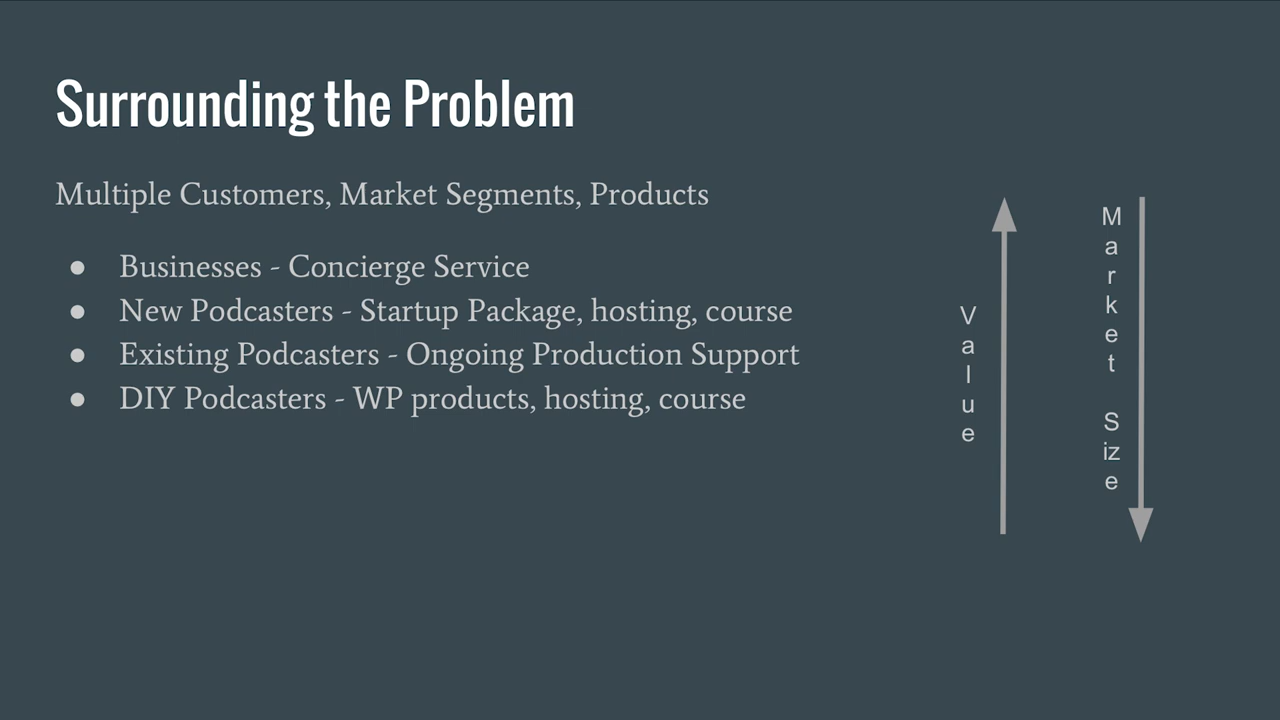 Surrounding the Problem
Multiple Customers, Market Segments, Products
● Businesses - Concierge Service
● New Podcasters - Startup Package, hosting, course
● Existing Podcasters - Ongoing Production Support
● DIY Podcasters - WP products, hosting, course
Value
Market Size